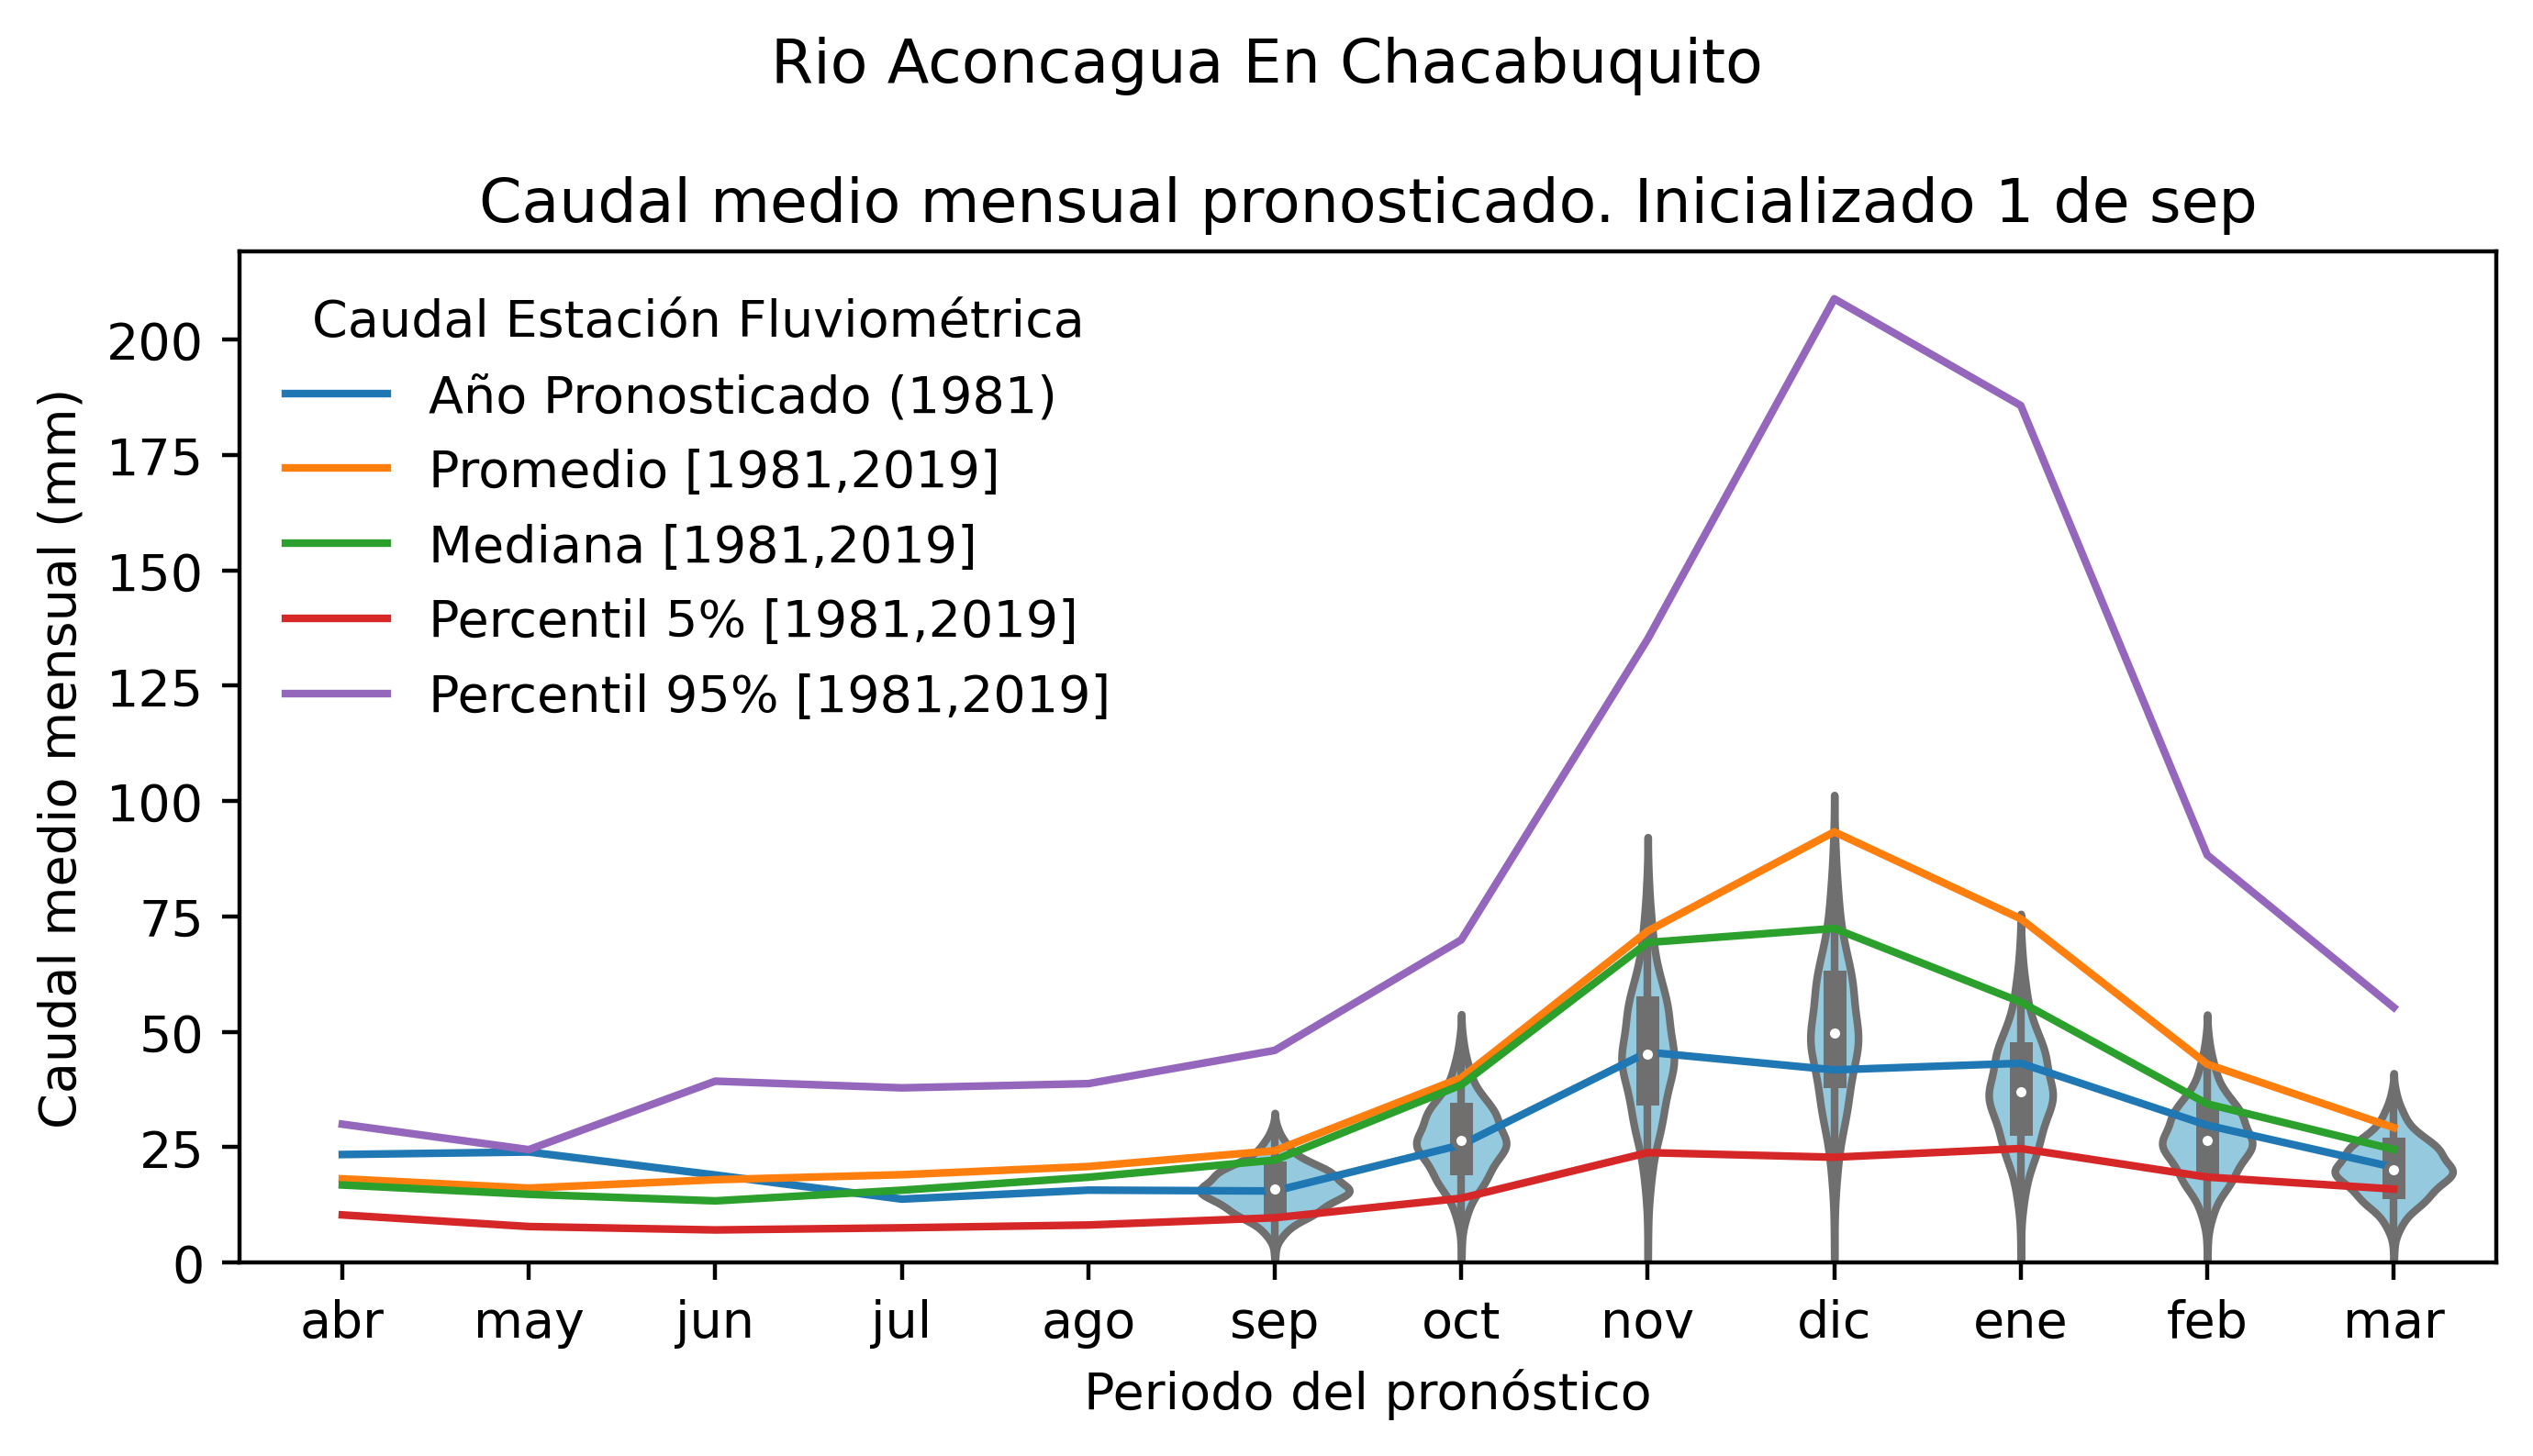 Rio Aconcagua En Chacabuquito
Caudal medio mensual pronosticado. Inicializado 1 de sep
Caudal medio mensual (mm)
200
175
150
125
100
75
50
25
0
Caudal Estación Fluviométrica
Año Pronosticado (1981)
Promedio [1981,2019]
Mediana [1981,2019]
Percentil 5% [1981,2019]
Percentil 95% [1981,2019]
abr may jun jul ago sep oct nov dic ene feb mar
Periodo del pronóstico